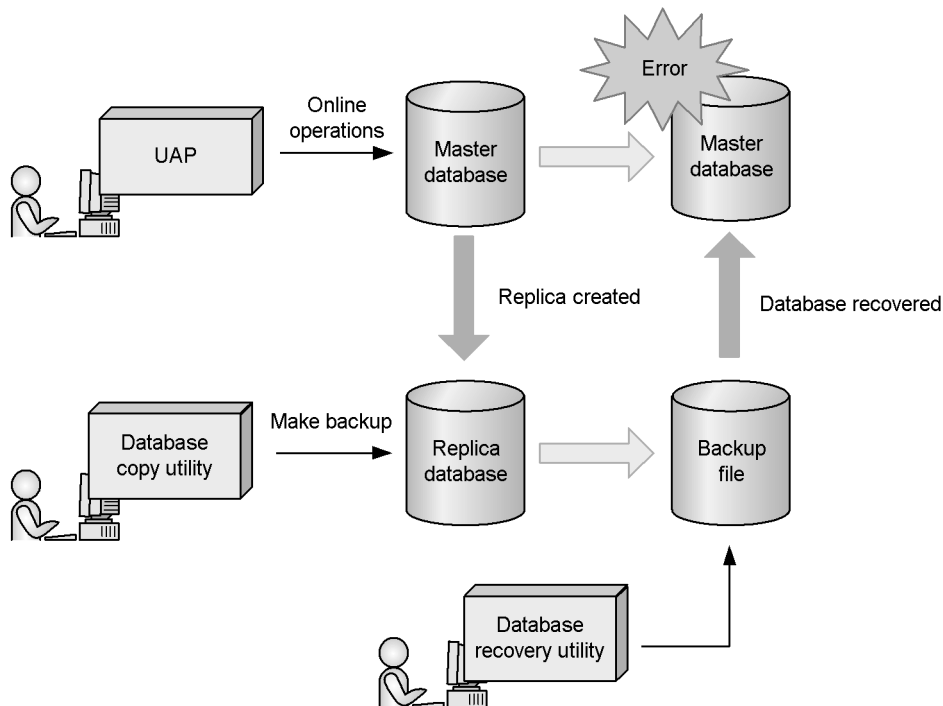 Error
Online
operations
UAP
Master
database
Master
database
Replica created
Database recovered
Make backup
Database
copy utility
Replica
database
Backup
file
Database
recovery utility